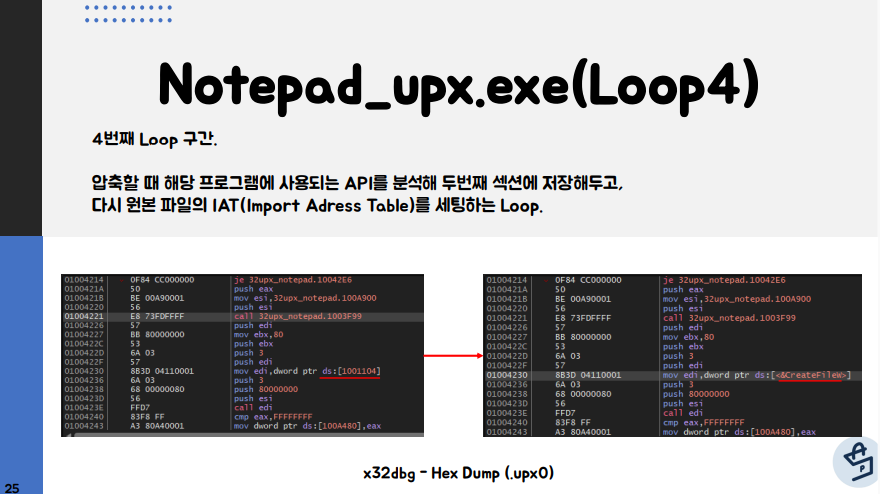 Notepad_upx.exe(Loop4)
4번째 Loop 구간.
압축할 때 해당 프로그램에 사용되는 API를 분석해 두번째 섹션에 저장해두고,
다시 원본 파일의 IAT(Import Adress Table)를 세팅하는 Loop.
01004214 0F84 CC000000 je 32upx_notepad.10042E6
0100421A 50 push eax
0100421B BE 00A90001 mov esi,32upx_notepad.100A900
01004220 56 push esi
01004221 E8 73FDFFFF call 32upx_notepad.1003F99
01004226 57 push edi
01004227 BB 80000000 mov ebx,80
0100422C 53 push ebx
0100422D 6A 03 push 3
0100422F 57 push edi
01004230 8B3D 04110001 mov edi,dword ptr ds:[1001104]
01004236 6A 03 push 3
01004238 68 00000080 push 80000000
0100423D 56 push esi
0100423E FFD7 call edi
01004240 83F8 FF cmp eax,FFFFFFFF
01004243 A3 80A40001 mov dword ptr ds:[100A480],eax
01004214 0F84 CC000000 je 32upx_notepad.10042E6
0100421A 50 push eax
0100421B BE 00A90001 mov esi,32upx_notepad.100A900
01004220 56 push esi
01004221 E8 73FDFFFF call 32upx_notepad.1003F99
01004226 57 push edi
01004227 BB 80000000 mov ebx,80
0100422C 53 push ebx
0100422D 6A 03 push 3
0100422F 57 push edi
01004230 8B3D 04110001 mov edi,dword ptr ds:[<&CreateFileW>]
01004236 6A 03 push 3
01004238 68 00000080 push 80000000
0100423D 56 push esi
0100423E FFD7 call edi
01004240 83F8 FF cmp eax,FFFFFFFF
01004243 A3 80A40001 mov dword ptr ds:[100A480],eax
x32dbg - Hex Dump (.upx0)
25